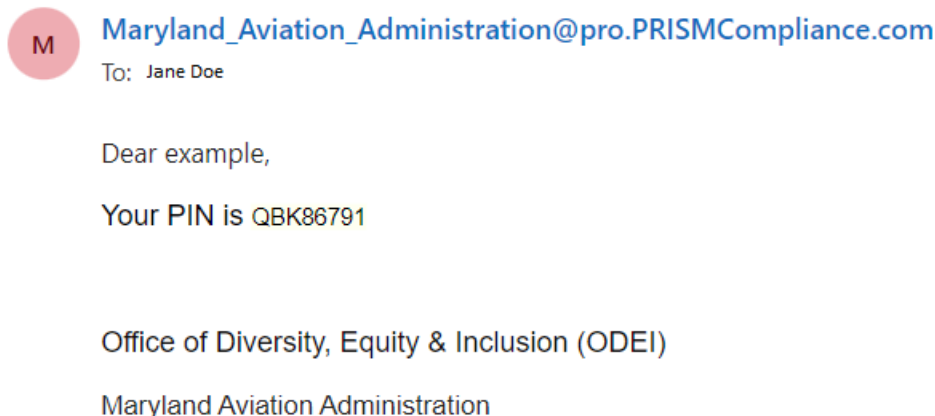 M
Maryland_Aviation_Administration@pro.PRISMCompliance.com
To: Jane Doe
Dear example,
Your PIN is QBK86791
Office of Diversity, Equity & Inclusion (ODEI)
Maryland Aviation Administration